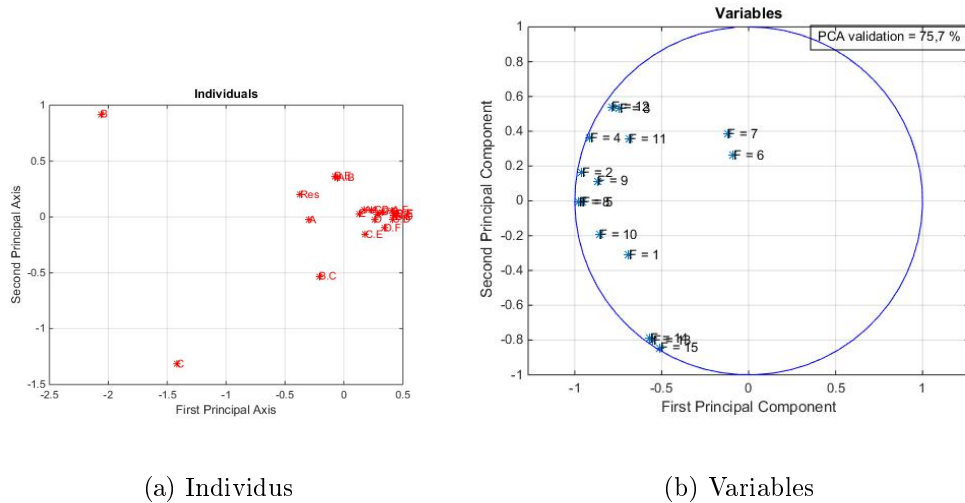 Individuals
1
0.5
0
-0.5
-1
-1.5
-2.5
-2
-1.5
-1
-0.5
0
0.5
Second Principal Axis
First Principal Axis
B
Res
A
C.E
D.F
B.C
C
Variables
PCA validation = 75,7 %
1
0.8
0.6
0.4
0.2
0
-0.2
-0.4
-0.6
-0.8
-1
-1
-0.5
0
0.5
1
Second Principal Component
First Principal Component
F = 12
F = 4
F = 11
F = 7
F = 6
F = 2
F = 9
F = 5
F = 10
F = 1
F = 15
(a) Individus
(b) Variables